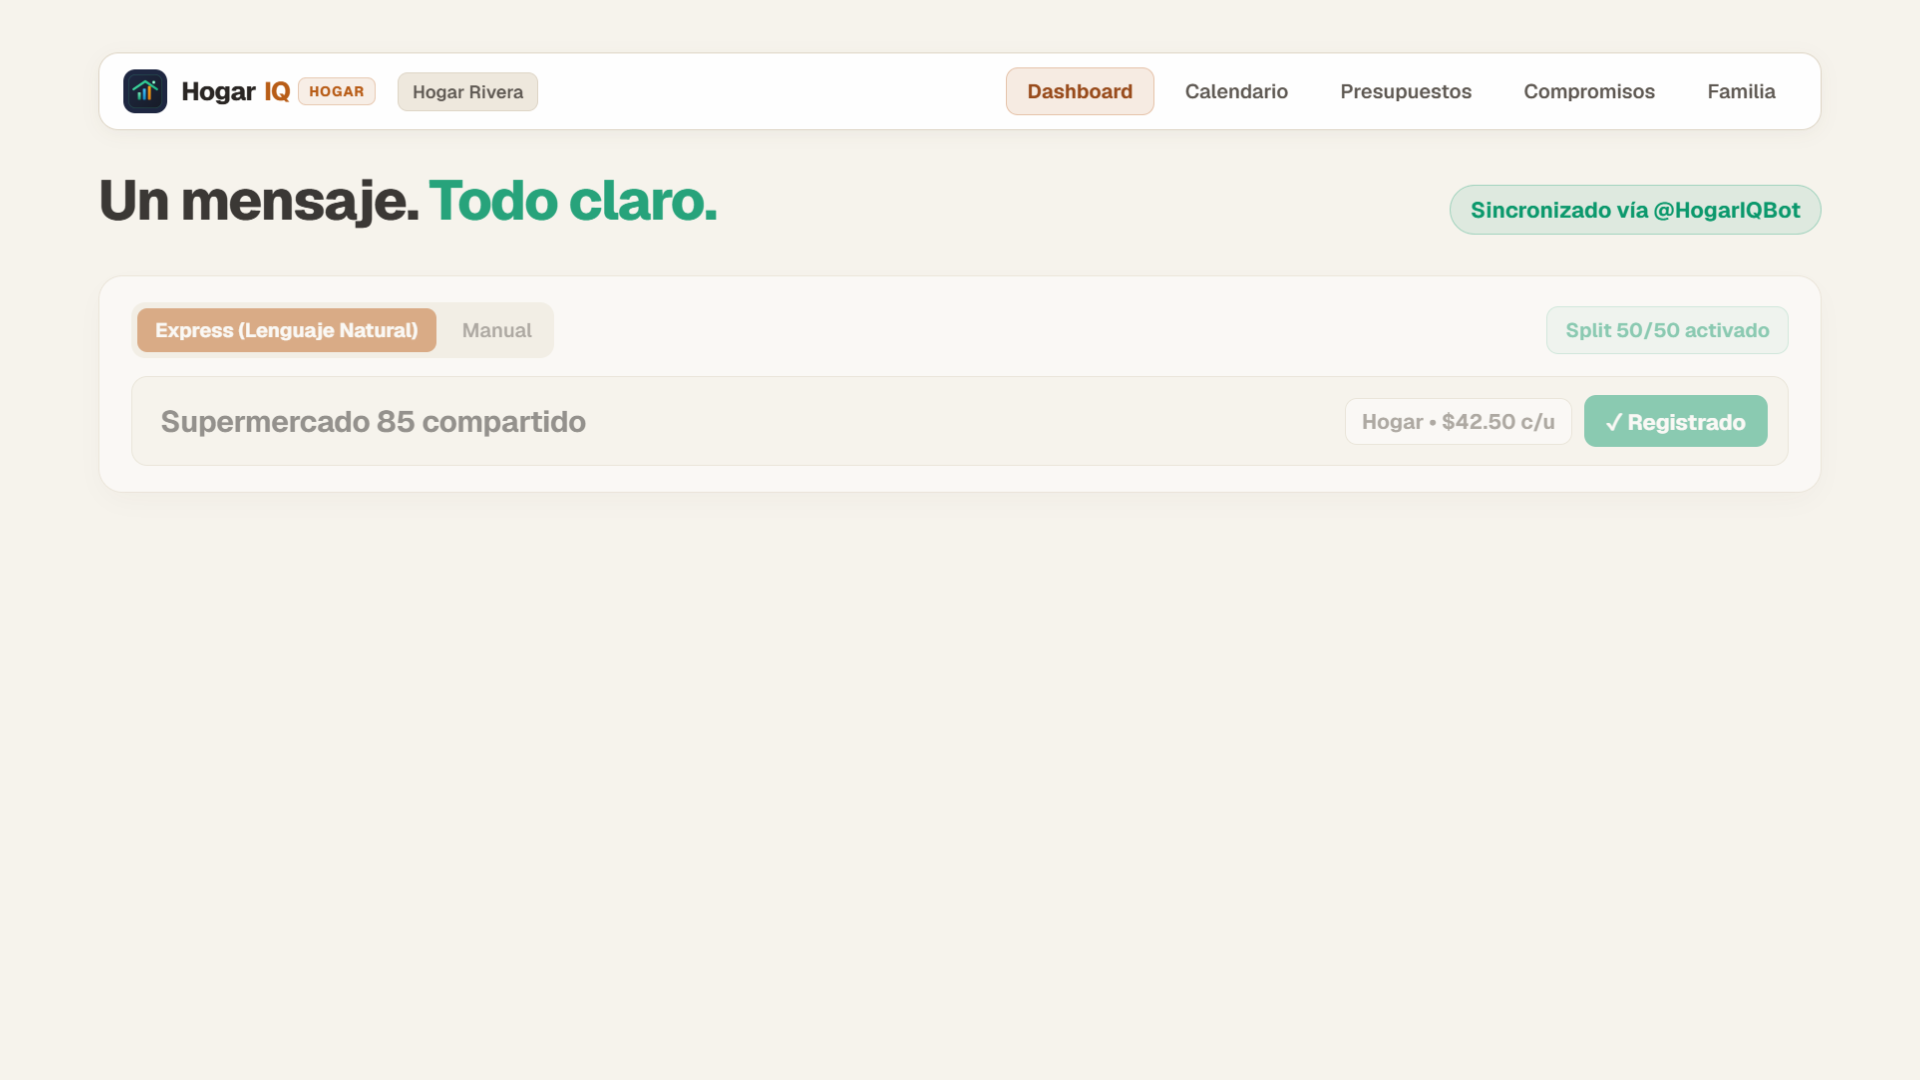 Hogar IQ HOGAR Hogar Rivera Dashboard Calendario Presupuestos Compromisos Familia
Un mensaje. Todo claro.
Sincronizado vía @HogarIQBot
Express (Lenguaje Natural) Manual Split 50/50 activado
Supermercado 85 compartido Hogar • $42.50 c/u ✓ Registrado